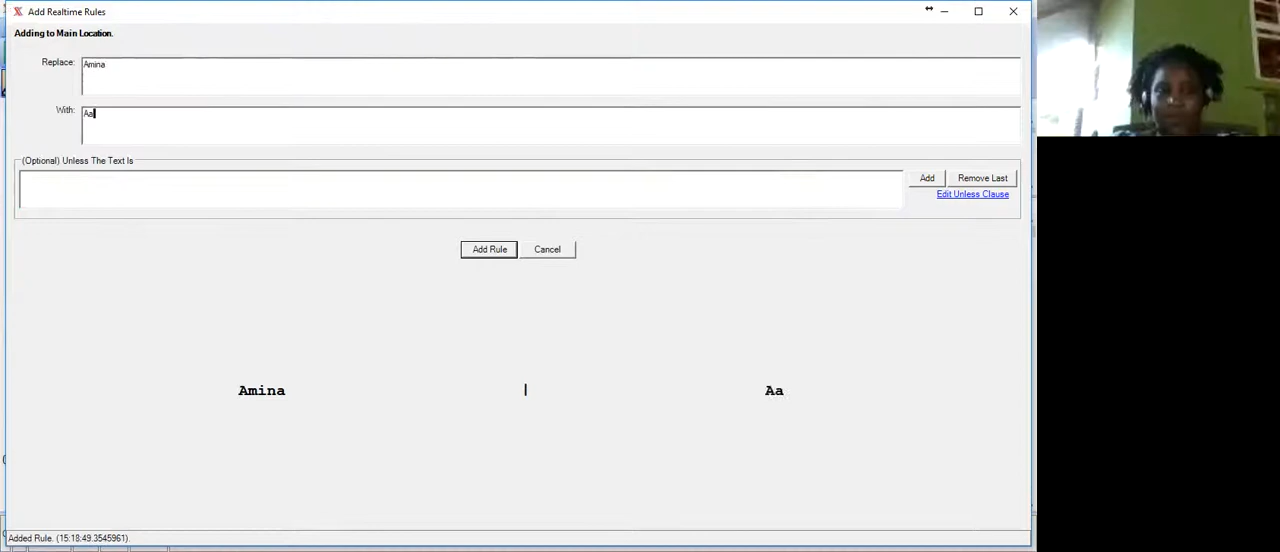 Add Realtime Rules
Adding to Main Location.
Replace: Amina
With: Aa
(Optional) Unless The Text Is
Add Remove Last
Edit Unless Clause
Add Rule Cancel
Amina | Aa
Added Rule. (15:18:49.3545961).